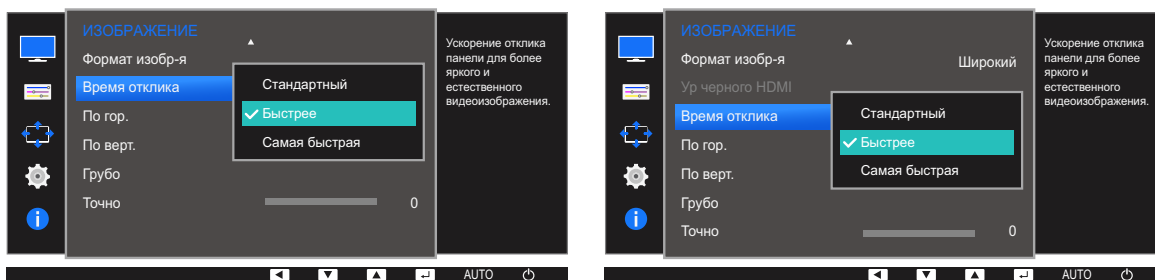 ИЗОБРАЖЕНИЕ
Формат изобр-я
Время отклика
Стандартный
Быстрее
Самая быстрая
По гор.
По верт.
Грубо
Точно
0
Ускорение отклика
панели для более
яркого и
естественного
видеоизображения.
AUTO
ИЗОБРАЖЕНИЕ
Формат изобр-я
Широкий
Ур черного HDMI
Время отклика
Стандартный
Быстрее
Самая быстрая
По гор.
По верт.
Грубо
Точно
0
Ускорение отклика
панели для более
яркого и
естественного
видеоизображения.
AUTO